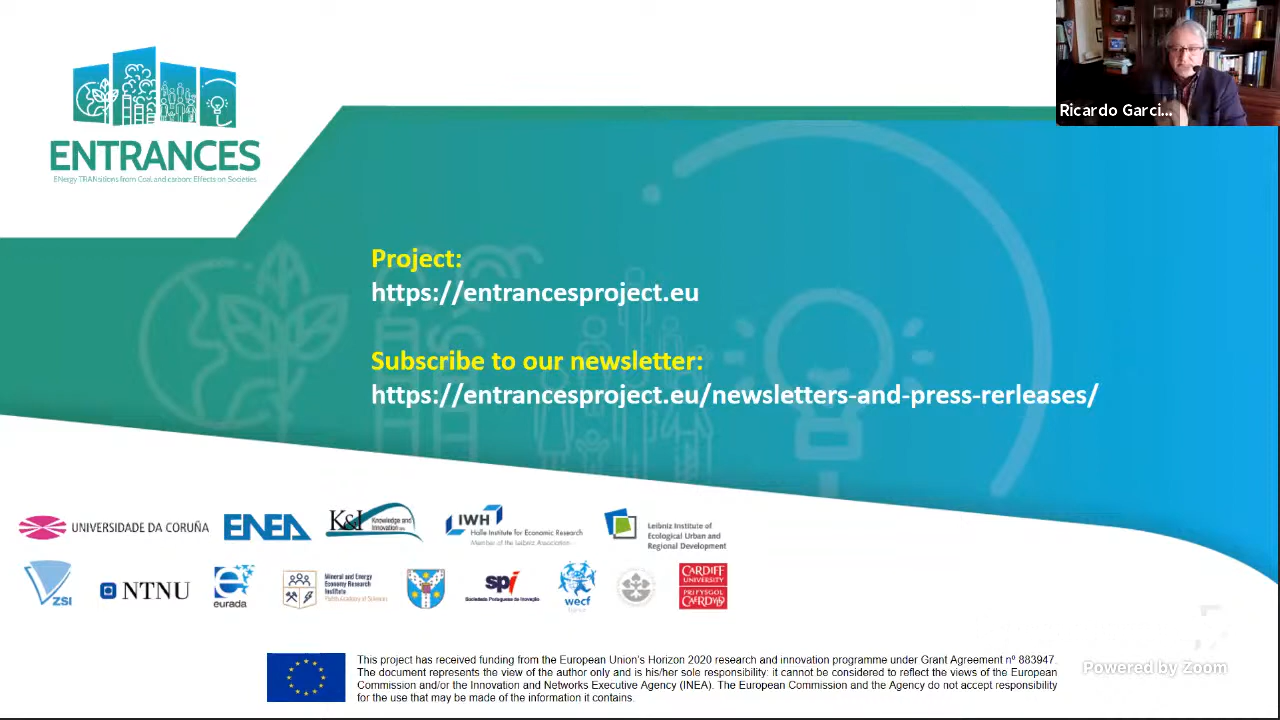 ENTRANCES
ENergy TRANsitions from Coal and carbon: Effects on Societies
Ricardo Garci...
Project:
https://entrancesproject.eu
Subscribe to our newsletter:
https://entrancesproject.eu/newsletters-and-press-rerleases/
UNIVERSIDADE DA CORUÑA
ENEA
K&I
Knowledge and
Innovation
IWH
Halle Institute for Economic Research
Member of the Leibniz Association
Leibniz Institute of
Ecological Urban and
Regional Development
ZSI
NTNU
eurada
Mineral and Energy
Economy Research
Institute
Polish Academy of Sciences
spi
Sociedade Portuguesa de Inovação
wecf
CARDIFF
UNIVERSITY
PRIFYSGOL
CAERDYDD
This project has received funding from the European Union's Horizon 2020 research and innovation programme under Grant Agreement nº 883947.
The document represents the view of the author only and is his/her sole responsibility: it cannot be considered to reflect the views of the European
Commission and/or the Innovation and Networks Executive Agency (INEA). The European Commission and the Agency do not accept responsibility
for the use that may be made of the information it contains.
Powered by Zoom